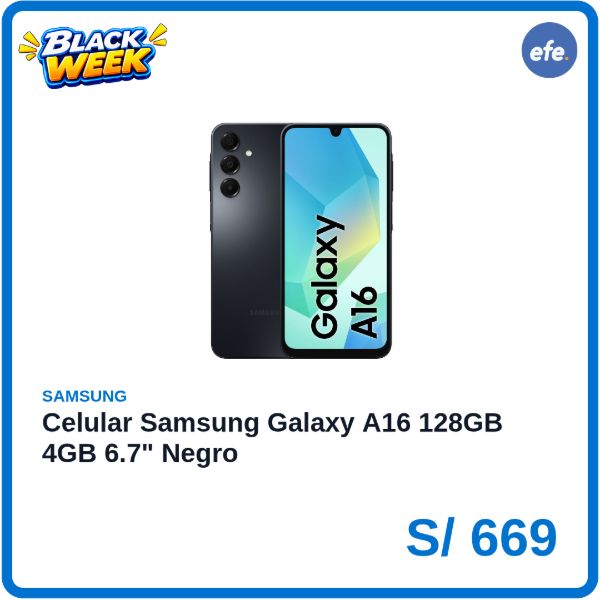 BLACK
WEEK
efe.
Galaxy
A16
SAMSUNG
SAMSUNG
Celular Samsung Galaxy A16 128GB
4GB 6.7" Negro
S/ 669